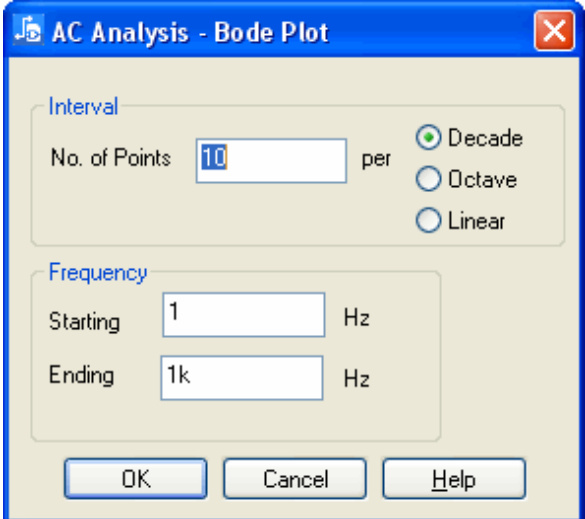 AC Analysis - Bode Plot
Interval
No. of Points 10 per
Decade
Octave
Linear
Frequency
Starting 1 Hz
Ending 1k Hz
OK Cancel Help